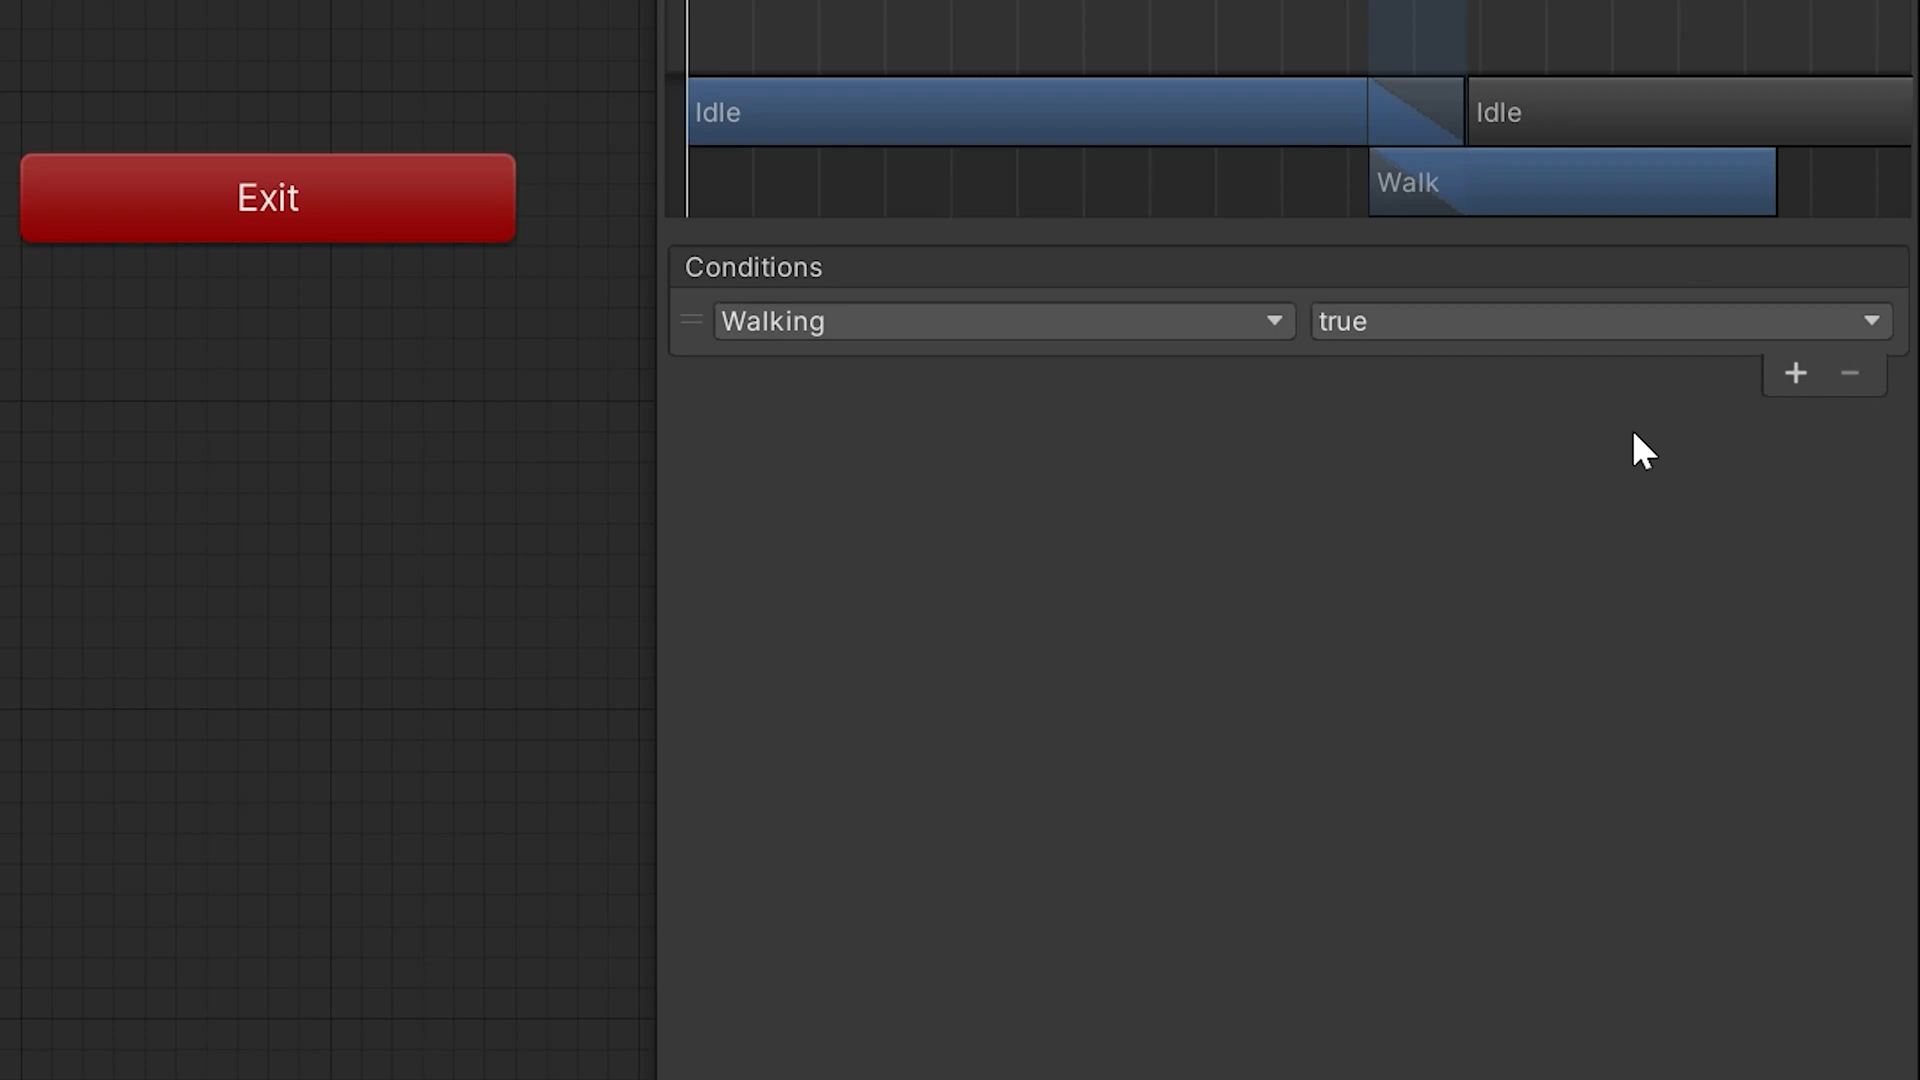 Idle
Idle
Walk
Exit
Conditions
Walking
true